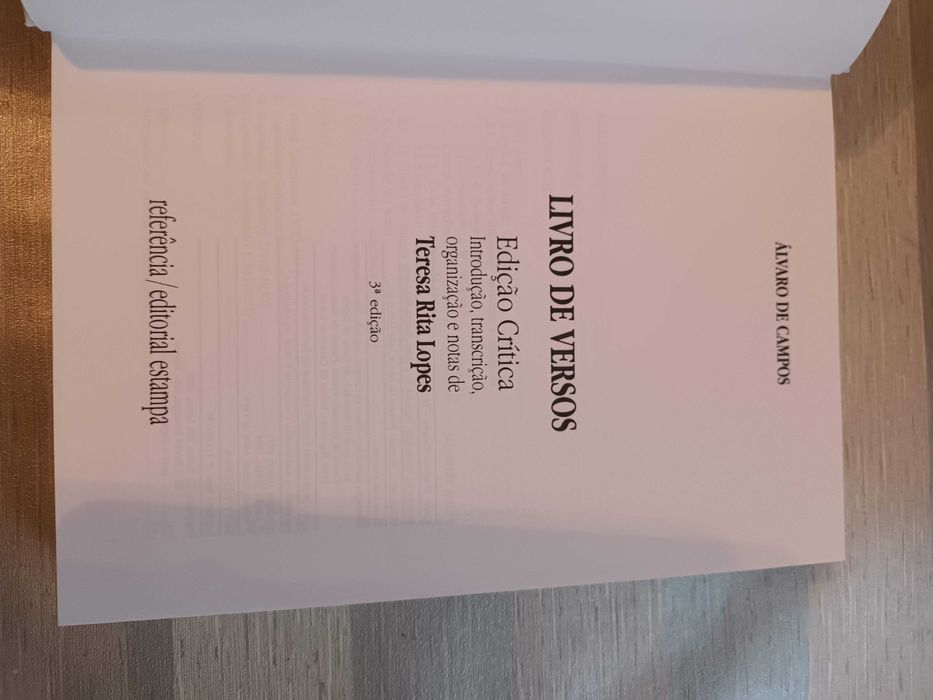 ÁLVARO DE CAMPOS
LIVRO DE VERSOS
Edição Crítica
Introdução, transcrição,
organização e notas de
Teresa Rita Lopes
3ª edição
referência/editorial estampa